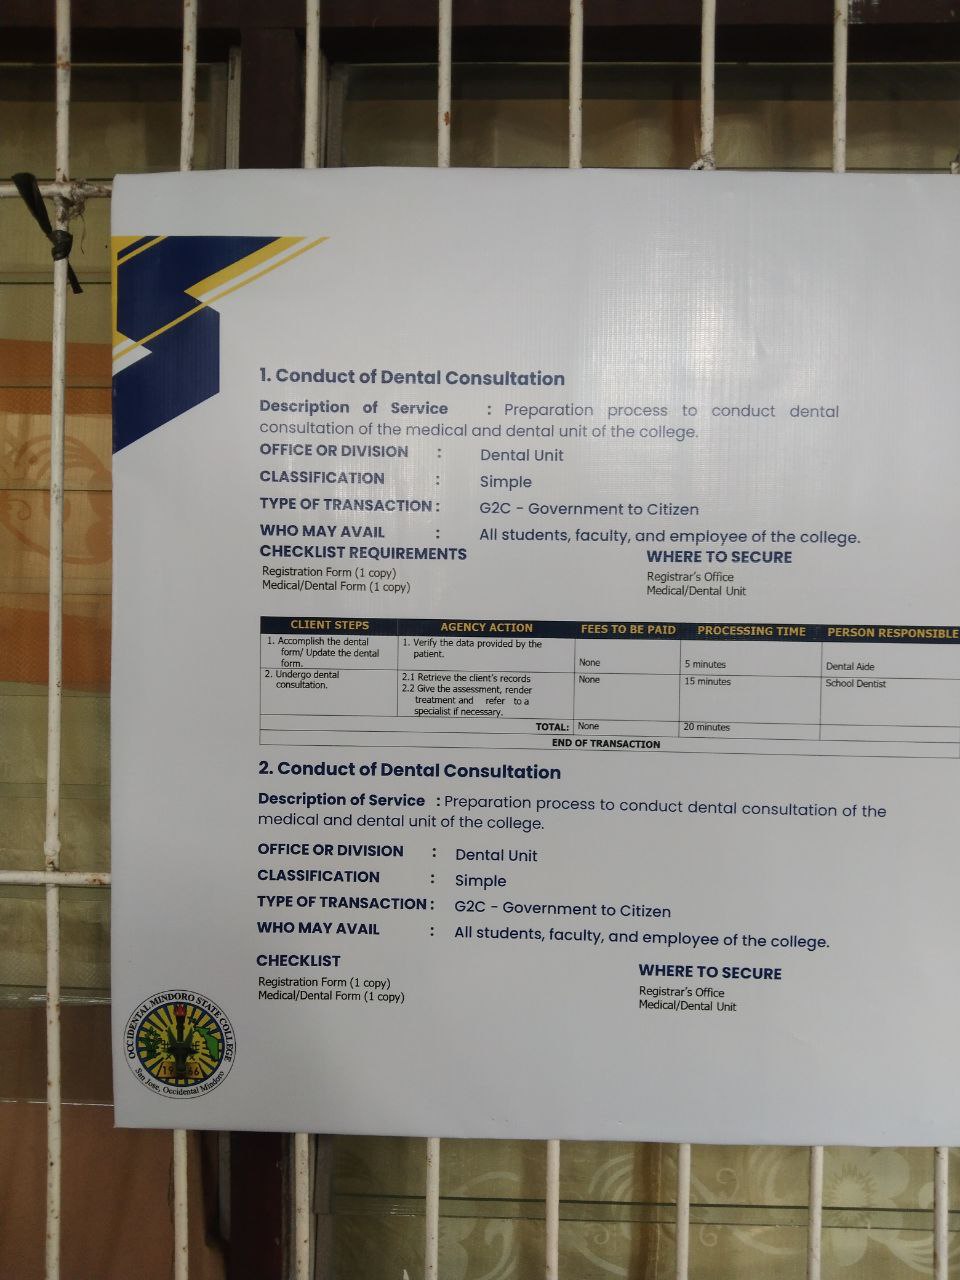 1. Conduct of Dental Consultation
Description of Service : Preparation process to conduct dental
consultation of the medical and dental unit of the college.
OFFICE OR DIVISION : Dental Unit
CLASSIFICATION : Simple
TYPE OF TRANSACTION : G2C - Government to Citizen
WHO MAY AVAIL : All students, faculty, and employee of the college.
CHECKLIST REQUIREMENTS WHERE TO SECURE
Registration Form (1 copy) Registrar's Office
Medical/Dental Form (1 copy) Medical/Dental Unit
CLIENT STEPS AGENCY ACTION FEES TO BE PAID PROCESSING TIME PERSON RESPONSIBLE
1. Accomplish the dental
form/ Update the dental
form.
1. Verify the data provided by the
patient.
None 5 minutes Dental Aide
2. Undergo dental
consultation.
2.1 Retrieve the client's records
2.2 Give the assessment, render
treatment and refer to a
specialist if necessary.
None 15 minutes School Dentist
TOTAL: None 20 minutes
END OF TRANSACTION
2. Conduct of Dental Consultation
Description of Service : Preparation process to conduct dental consultation of the
medical and dental unit of the college.
OFFICE OR DIVISION : Dental Unit
CLASSIFICATION : Simple
TYPE OF TRANSACTION : G2C - Government to Citizen
WHO MAY AVAIL : All students, faculty, and employee of the college.
CHECKLIST WHERE TO SECURE
Registration Form (1 copy) Registrar's Office
Medical/Dental Form (1 copy) Medical/Dental Unit
OCCIDENTAL MINDORO STATE COLLEGE
1966
San Jose, Occidental Mindoro